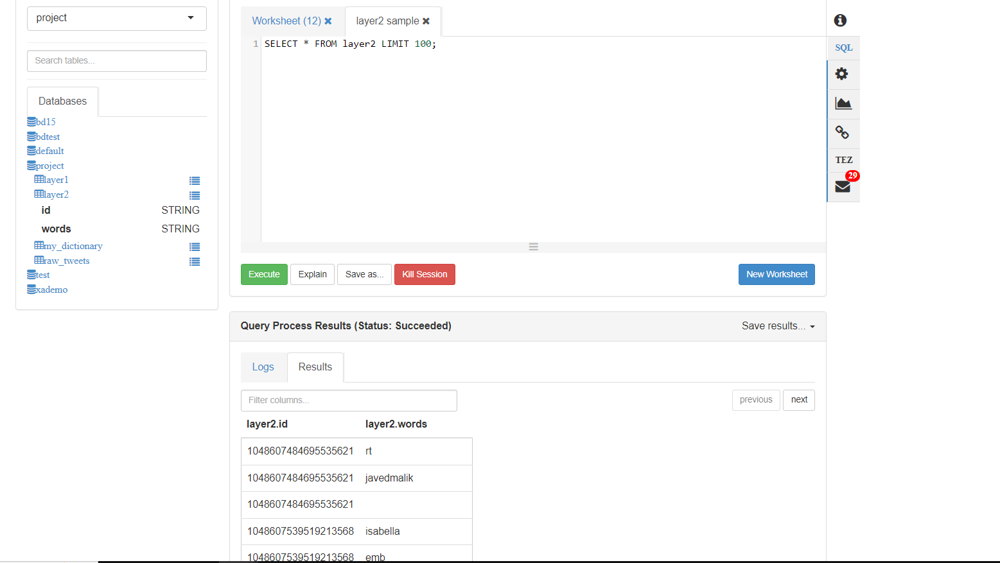 project
Search tables...
Databases
bd15
bdtest
default
project
layer1
layer2
id STRING
words STRING
my_dictionary
raw_tweets
test
xademo
Worksheet (12) layer2 sample
1 SELECT * FROM layer2 LIMIT 100;
Execute Explain Save as... Kill Session New Worksheet
Query Process Results (Status: Succeeded) Save results...
Logs Results
Filter columns... previous next
layer2.id layer2.words
1048607484695535621 rt
1048607484695535621 javedmalik
1048607484695535621
1048607539519213568 isabella
1048607539519213568 emb
SQL
TEZ
29